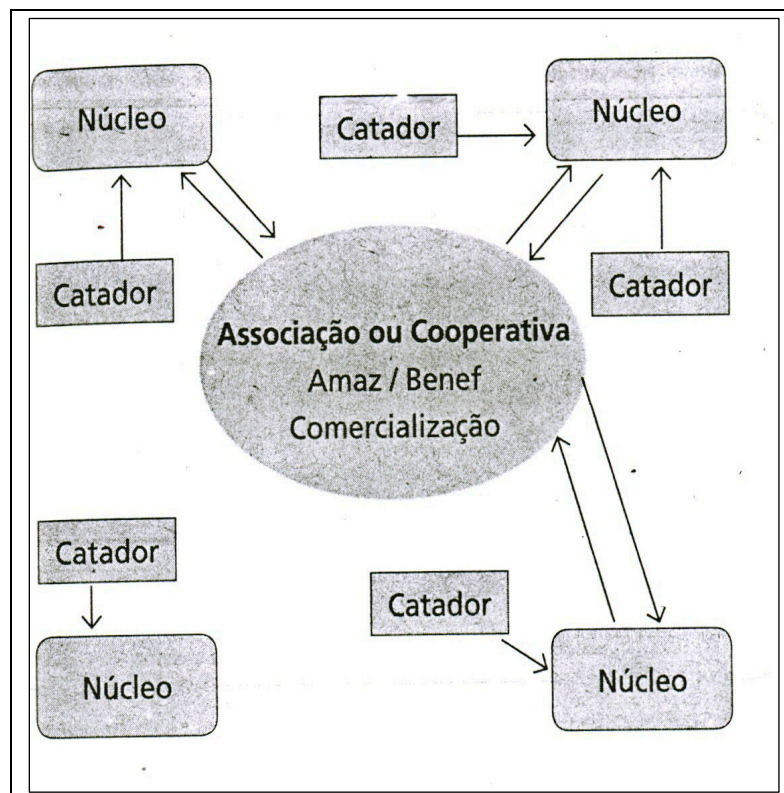 Núcleo
Catador
Núcleo
Catador
Catador
Associação ou Cooperativa
Amaz / Benef
Comercialização
Catador
Núcleo
Catador
Núcleo